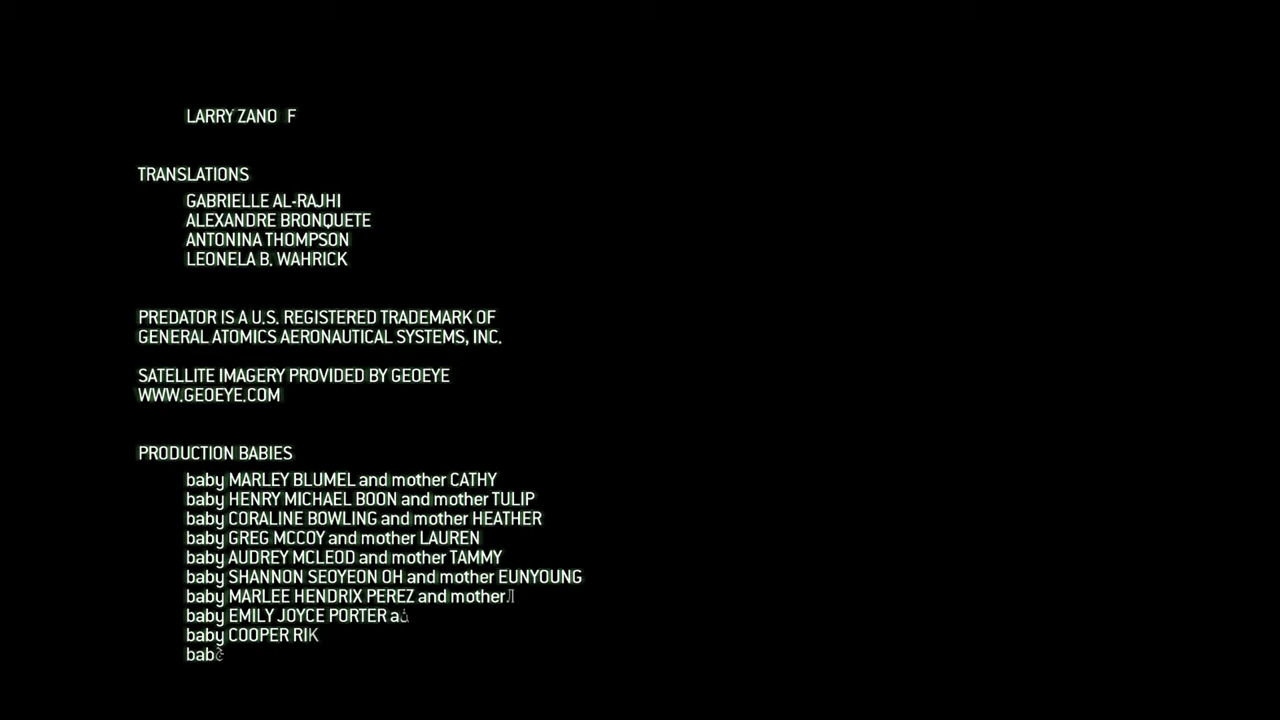 LARRY ZANO F
TRANSLATIONS
GABRIELLE AL-RAJHI
ALEXANDRE BRONQUETE
ANTONINA THOMPSON
LEONELA B. WAHRICK
PREDATOR IS A U.S. REGISTERED TRADEMARK OF
GENERAL ATOMICS AERONAUTICAL SYSTEMS, INC.
SATELLITE IMAGERY PROVIDED BY GEOEYE
WWW.GEOEYE.COM
PRODUCTION BABIES
baby MARLEY BLUMEL and mother CATHY
baby HENRY MICHAEL BOON and mother TULIP
baby CORALINE BOWLING and mother HEATHER
baby GREG MCCOY and mother LAUREN
baby AUDREY MCLEOD and mother TAMMY
baby SHANNON SEOYEON OH and mother EUNYOUNG
baby MARLEE HENDRIX PEREZ and mother
baby EMILY JOYCE PORTER a
baby COOPER RIK
bab